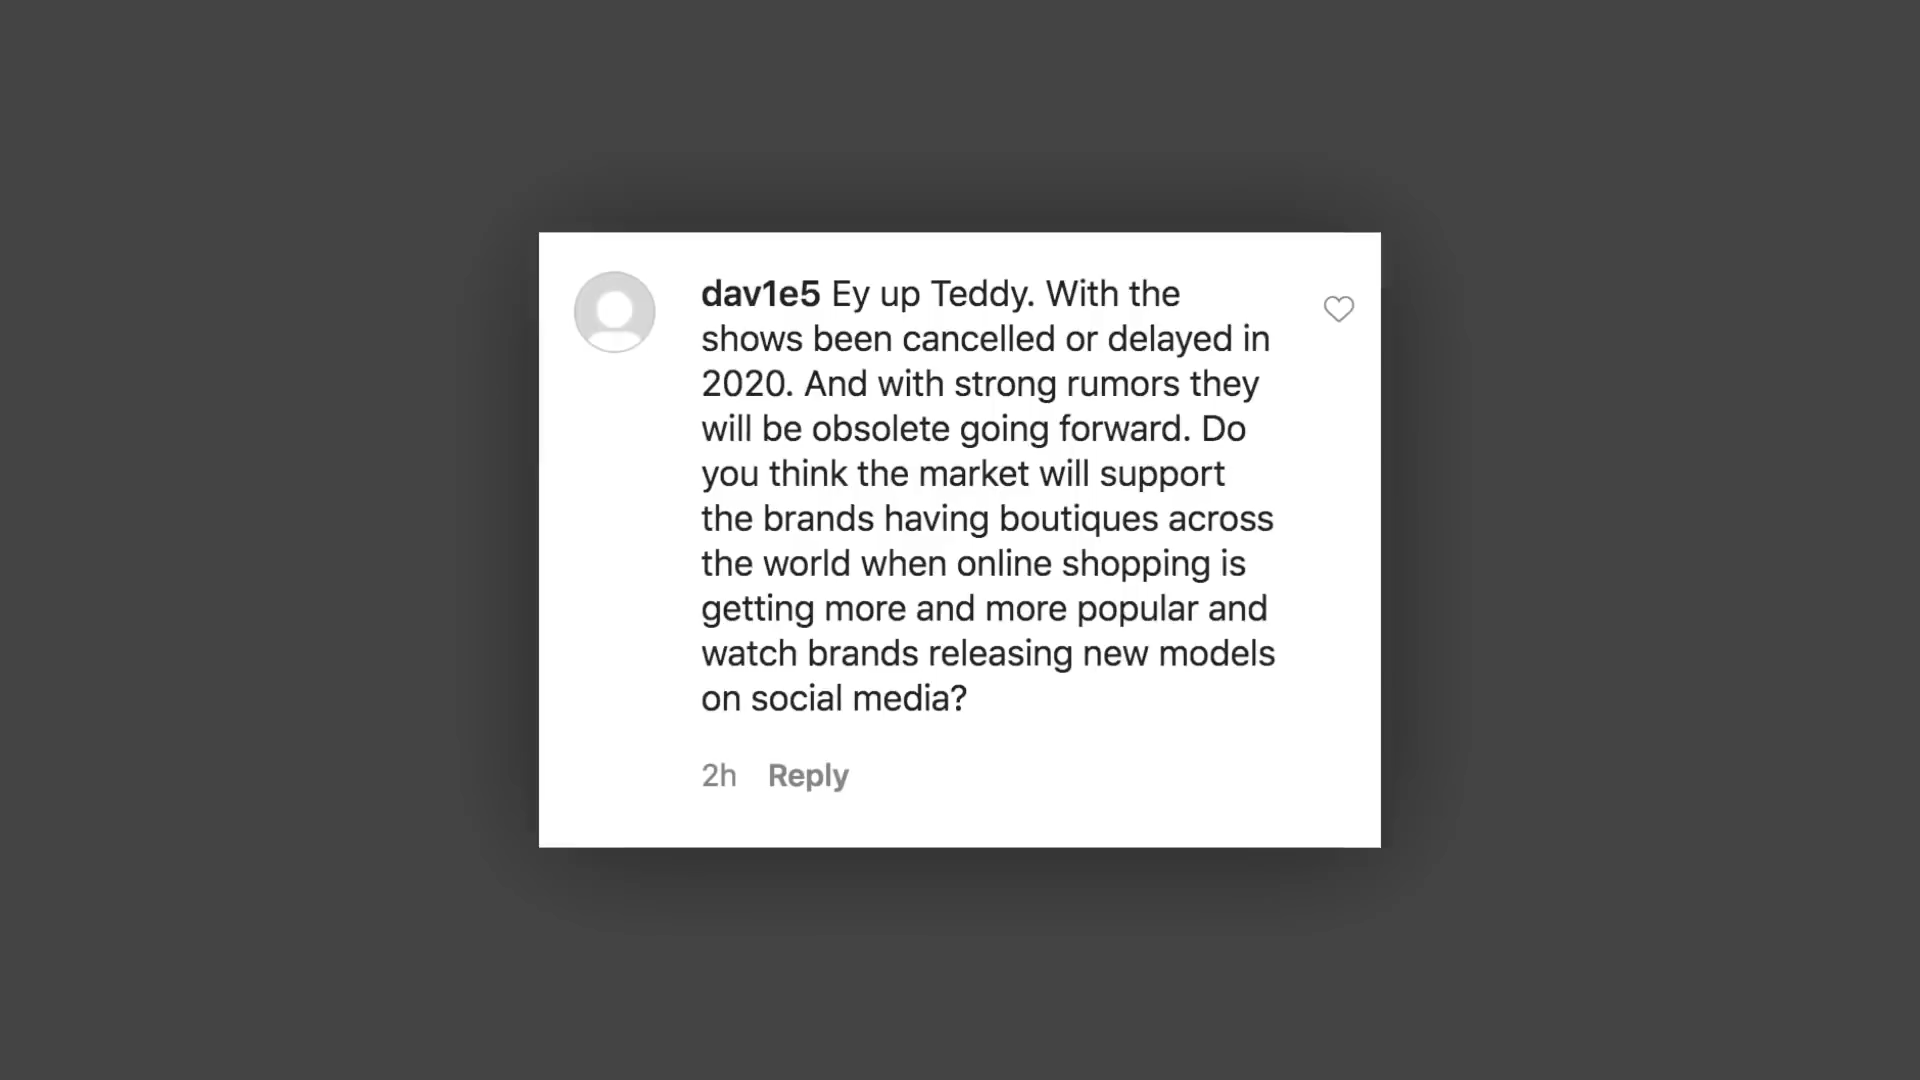 dav1e5 Ey up Teddy. With the
shows been cancelled or delayed in
2020. And with strong rumors they
will be obsolete going forward. Do
you think the market will support
the brands having boutiques across
the world when online shopping is
getting more and more popular and
watch brands releasing new models
on social media?
2h Reply